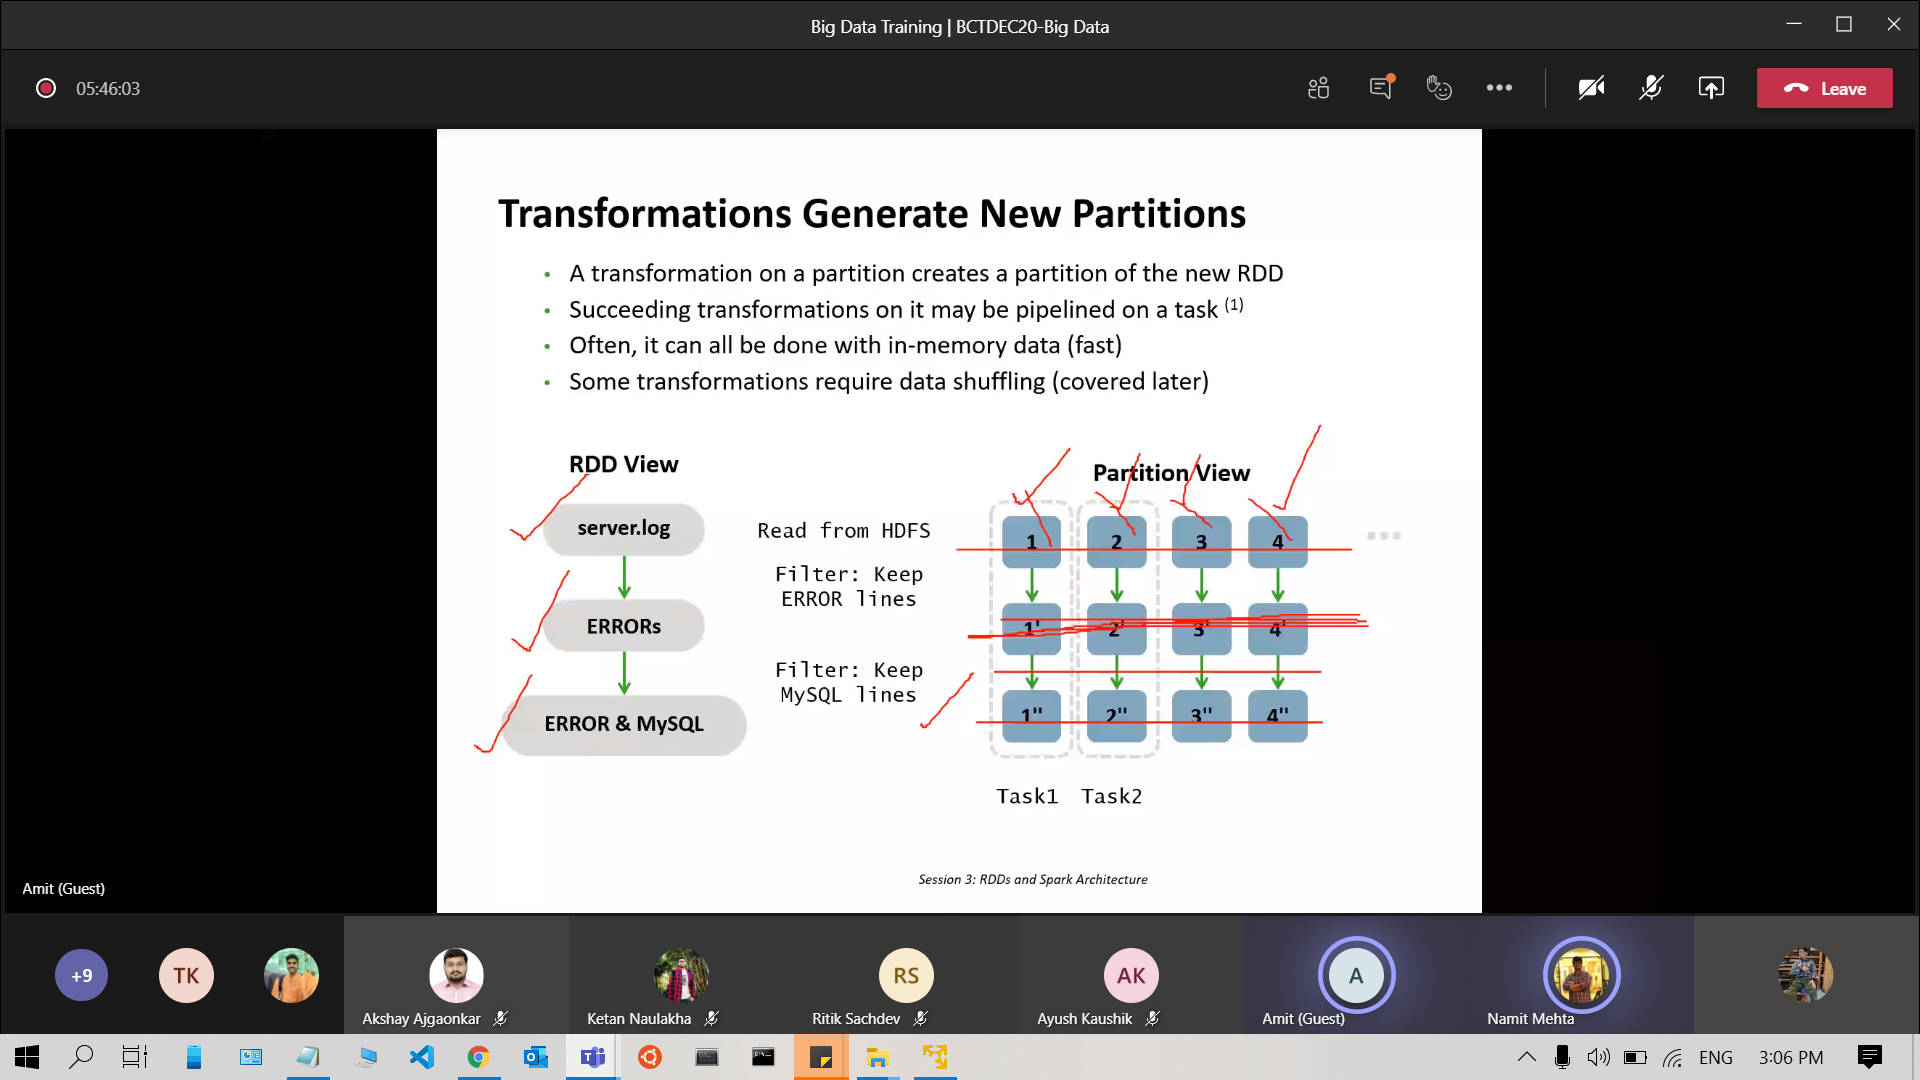 Big Data Training | BCTDEC20-Big Data
05:46:03
Leave
Transformations Generate New Partitions
• A transformation on a partition creates a partition of the new RDD
• Succeeding transformations on it may be pipelined on a task (1)
• Often, it can all be done with in-memory data (fast)
• Some transformations require data shuffling (covered later)
RDD View
Partition View
server.log
Read from HDFS
1 2 3 4
Filter: Keep
ERROR lines
ERRORs
1' 2' 3' 4'
Filter: Keep
MySQL lines
ERROR & MySQL
1'' 2'' 3'' 4''
Task1 Task2
Session 3: RDDs and Spark Architecture
Amit (Guest)
+9
TK
RS
AK
A
Akshay Ajgaonkar
Ketan Naulakha
Ritik Sachdev
Ayush Kaushik
Amit (Guest)
Namit Mehta
ENG
3:06 PM